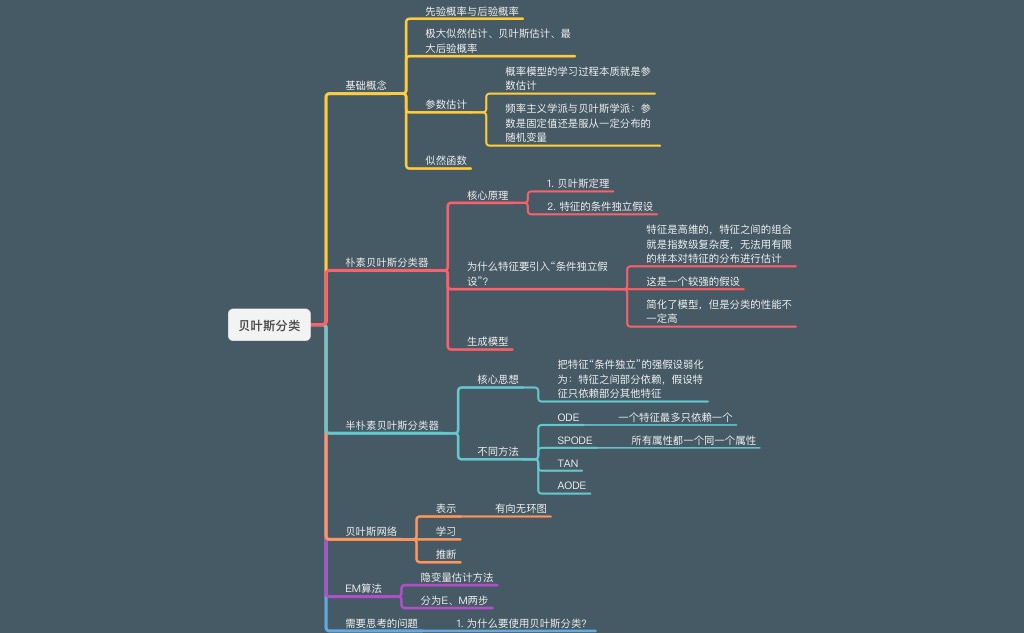 贝叶斯分类
基础概念
先验概率与后验概率
极大似然估计、贝叶斯估计、最
大后验概率
参数估计
概率模型的学习过程本质就是参
数估计
频率主义学派与贝叶斯学派：参
数是固定值还是服从一定分布的
随机变量
似然函数
朴素贝叶斯分类器
核心原理
1. 贝叶斯定理
2. 特征的条件独立假设
为什么特征要引入“条件独立假
设”？
特征是高维的，特征之间的组合
就是指数级复杂度，无法用有限
的样本对特征的分布进行估计
这是一个较强的假设
简化了模型，但是分类的性能不
一定高
生成模型
半朴素贝叶斯分类器
核心思想
把特征“条件独立”的强假设弱化
为：特征之间部分依赖，假设特
征只依赖部分其他特征
不同方法
ODE
一个特征最多只依赖一个
SPODE
所有属性都一个同一个属性
TAN
AODE
贝叶斯网络
表示
有向无环图
学习
推断
EM算法
隐变量估计方法
分为E、M两步
需要思考的问题
1. 为什么要使用贝叶斯分类？